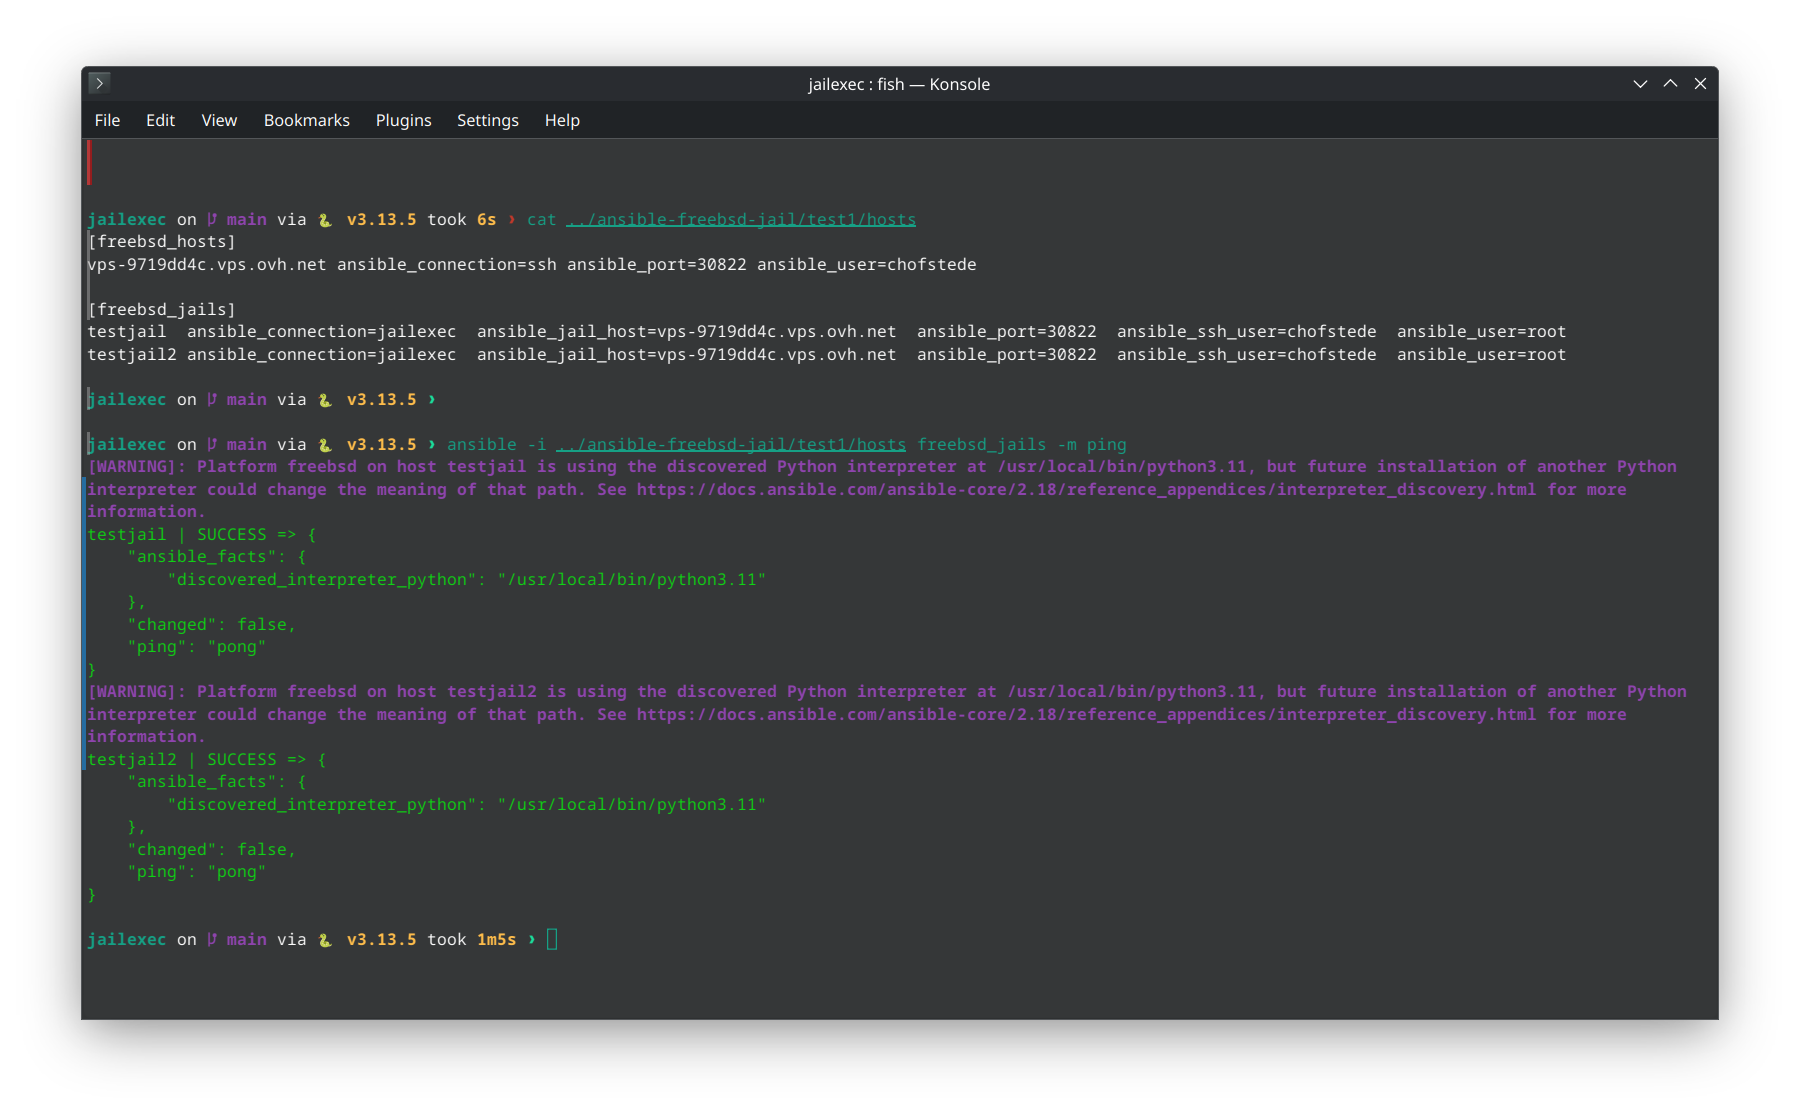 jailexec : fish — Konsole
File Edit View Bookmarks Plugins Settings Help
jailexec on main via v3.13.5 took 6s › cat ../ansible-freebsd-jail/test1/hosts
[freebsd_hosts]
vps-9719dd4c.vps.ovh.net ansible_connection=ssh ansible_port=30822 ansible_user=chofstede
[freebsd_jails]
testjail  ansible_connection=jailexec  ansible_jail_host=vps-9719dd4c.vps.ovh.net  ansible_port=30822  ansible_ssh_user=chofstede  ansible_user=root
testjail2 ansible_connection=jailexec  ansible_jail_host=vps-9719dd4c.vps.ovh.net  ansible_port=30822  ansible_ssh_user=chofstede  ansible_user=root
jailexec on main via v3.13.5 ›
jailexec on main via v3.13.5 › ansible -i ../ansible-freebsd-jail/test1/hosts freebsd_jails -m ping
[WARNING]: Platform freebsd on host testjail is using the discovered Python interpreter at /usr/local/bin/python3.11, but future installation of another Python
interpreter could change the meaning of that path. See https://docs.ansible.com/ansible-core/2.18/reference_appendices/interpreter_discovery.html for more
information.
testjail | SUCCESS => {
    "ansible_facts": {
        "discovered_interpreter_python": "/usr/local/bin/python3.11"
    },
    "changed": false,
    "ping": "pong"
}
[WARNING]: Platform freebsd on host testjail2 is using the discovered Python interpreter at /usr/local/bin/python3.11, but future installation of another Python
interpreter could change the meaning of that path. See https://docs.ansible.com/ansible-core/2.18/reference_appendices/interpreter_discovery.html for more
information.
testjail2 | SUCCESS => {
    "ansible_facts": {
        "discovered_interpreter_python": "/usr/local/bin/python3.11"
    },
    "changed": false,
    "ping": "pong"
}
jailexec on main via v3.13.5 took 1m5s ›